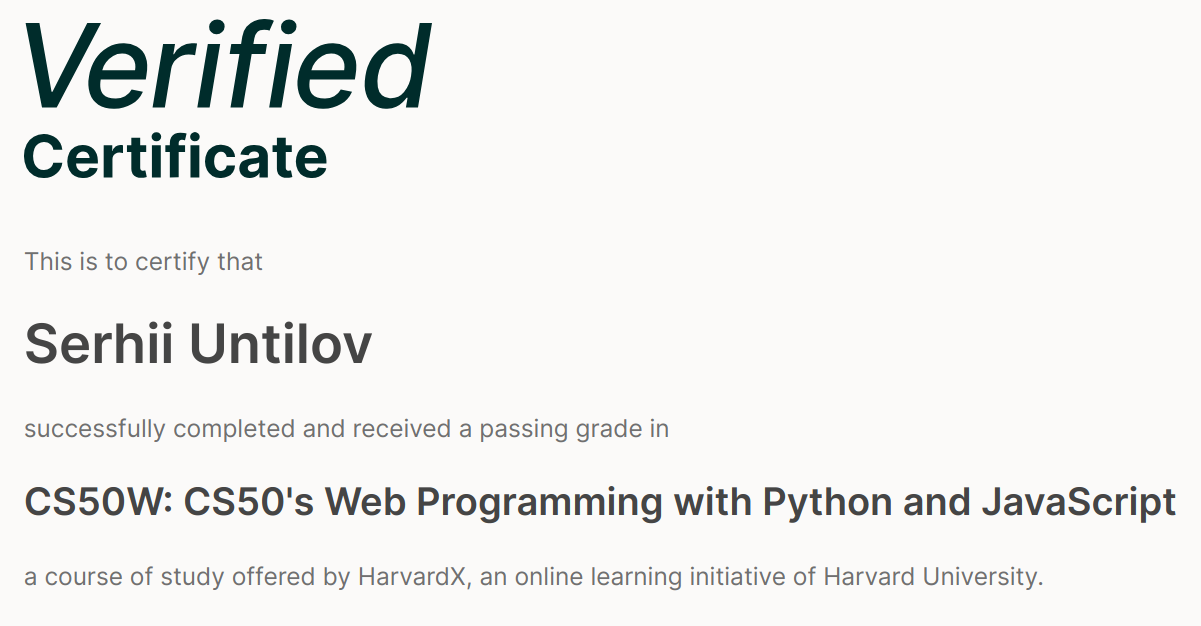 Verified
Certificate
This is to certify that
Serhii Untilov
successfully completed and received a passing grade in
CS50W: CS50's Web Programming with Python and JavaScript
a course of study offered by HarvardX, an online learning initiative of Harvard University.